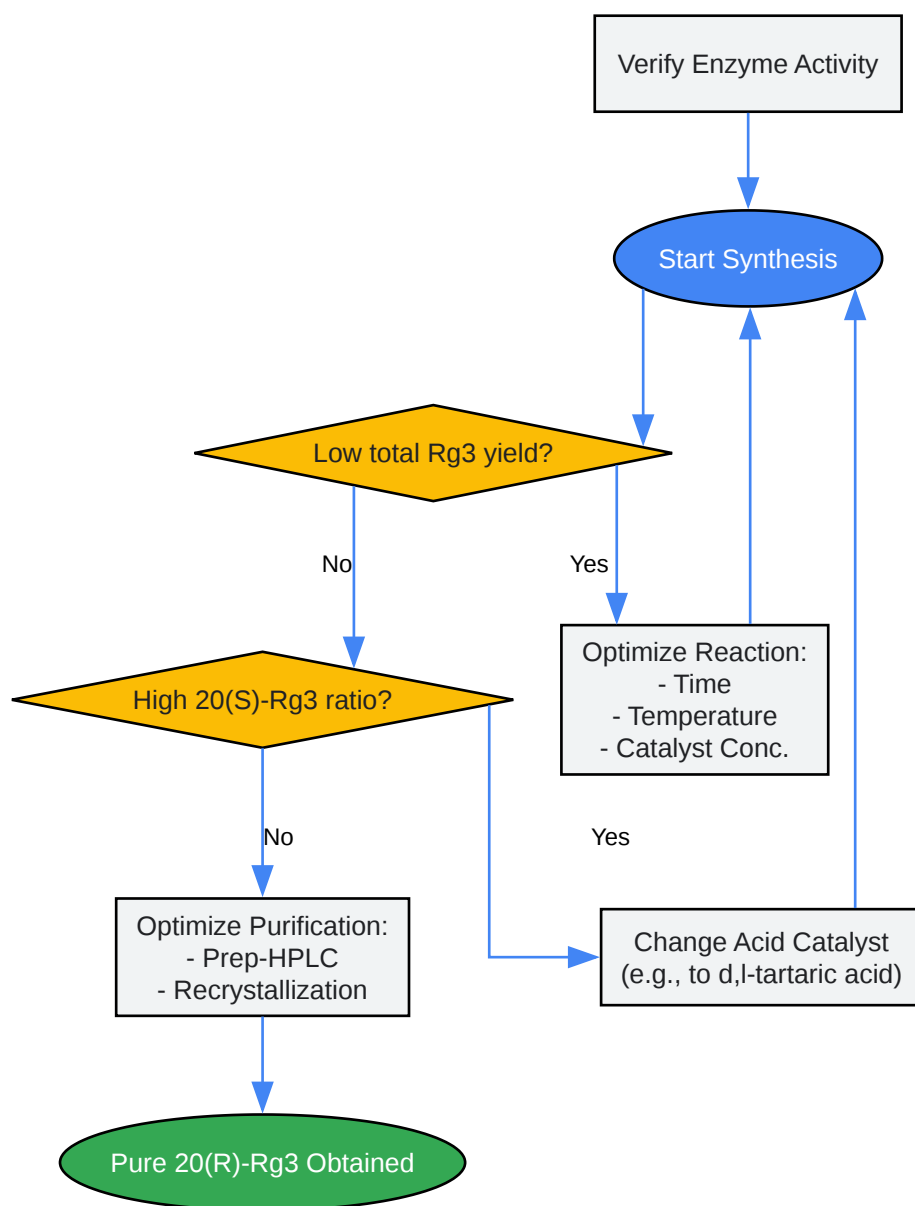 Verify Enzyme Activity
Start Synthesis
Low total Rg3 yield?
No
Yes
Optimize Reaction:
- Time
- Temperature
- Catalyst Conc.
High 20(S)-Rg3 ratio?
No
Yes
Optimize Purification:
- Prep-HPLC
- Recrystallization
Change Acid Catalyst
(e.g., to d,l-tartaric acid)
Pure 20(R)-Rg3 Obtained